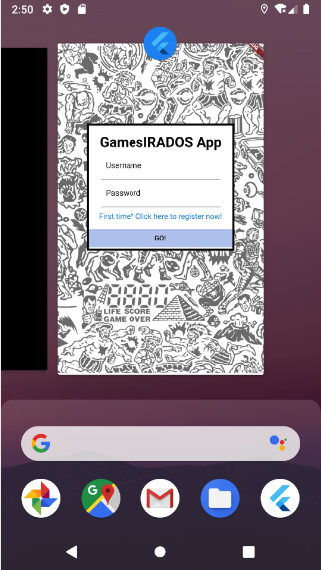 2:50
GamesIRADOS App
Username
Password
First time? Click here to register now!
GO!
LIFE SCORE
GAME OVER